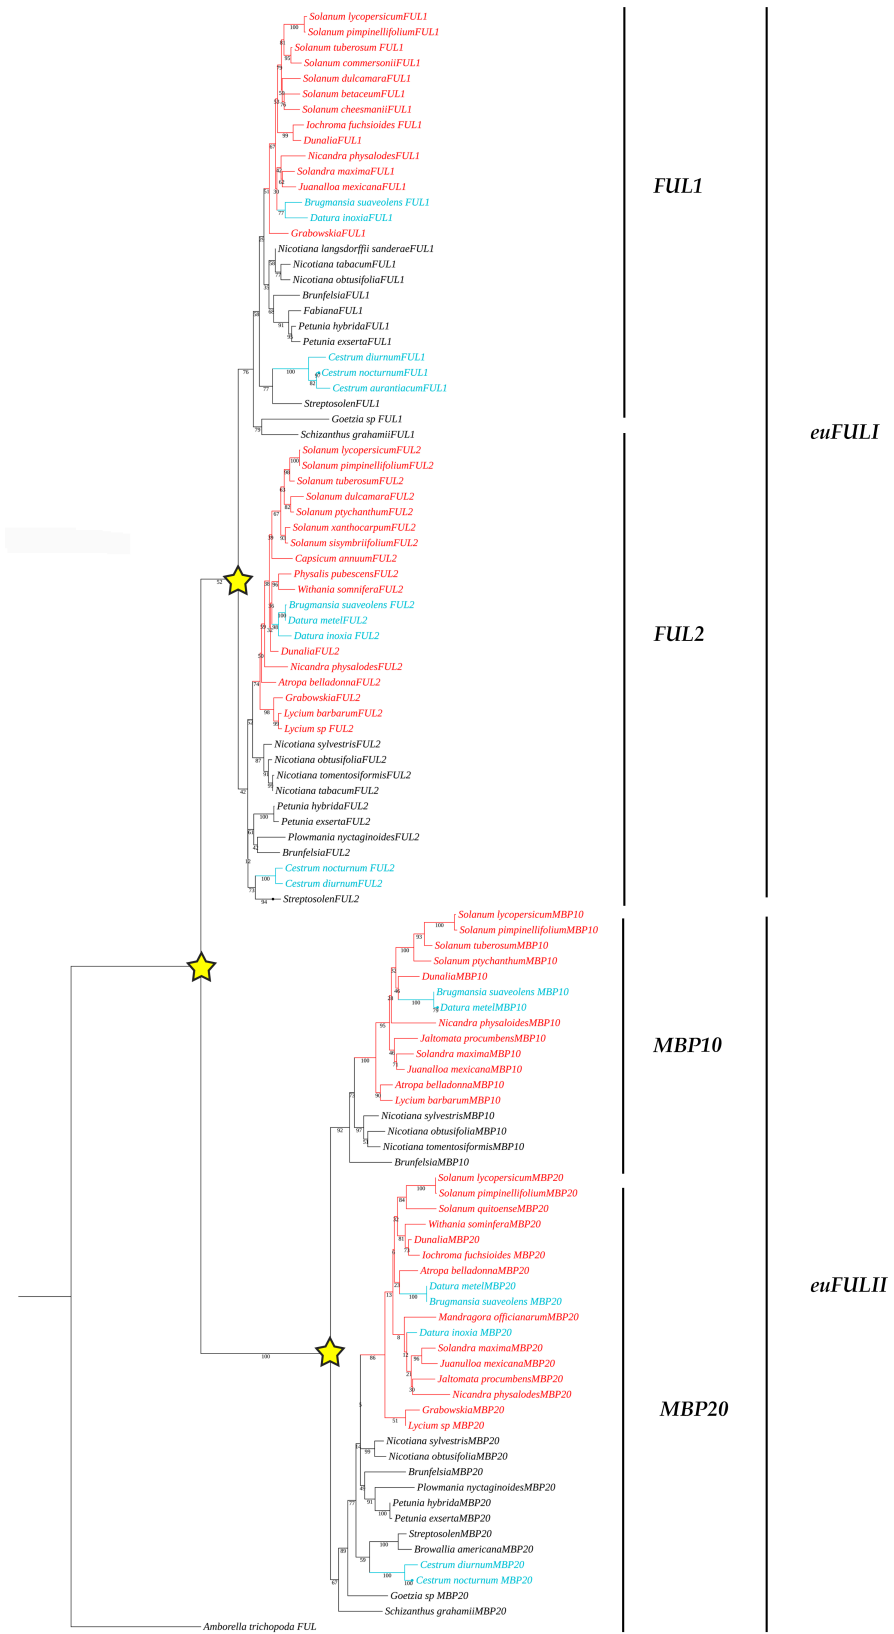 Solanum lycopersicumFUL1
Solanum pimpinellifoliumFUL1
Solanum tuberosum FUL1
Solanum commersoniiFUL1
Solanum dulcamaraFUL1
Solanum betaceumFUL1
Solanum cheesmaniiFUL1
Iochroma fuchsioides FUL1
DunaliaFUL1
Nicandra physalodesFUL1
Solandra maximaFUL1
Juanalloa mexicanaFUL1
Brugmansia suaveolens FUL1
Datura inoxiaFUL1
GrabowskiaFUL1
Nicotiana langsdorffii sanderaeFUL1
Nicotiana tabacumFUL1
Nicotiana obtusifoliaFUL1
BrunfelsiaFUL1
FabianaFUL1
Petunia hybridaFUL1
Petunia exsertaFUL1
Cestrum diurnumFUL1
Cestrum nocturnumFUL1
Cestrum aurantiacumFUL1
StreptosolenFUL1
Goetzia sp FUL1
Schizanthus grahamiiFUL1
FUL1
euFULI
Solanum lycopersicumFUL2
Solanum pimpinellifoliumFUL2
Solanum tuberosumFUL2
Solanum dulcamaraFUL2
Solanum ptychanthumFUL2
Solanum xanthocarpumFUL2
Solanum sisymbriifoliumFUL2
Capsicum annuumFUL2
Physalis pubescensFUL2
Withania somniferaFUL2
Brugmansia suaveolens FUL2
Datura metelFUL2
Datura inoxia FUL2
DunaliaFUL2
Nicandra physalodesFUL2
Atropa belladonnaFUL2
GrabowskiaFUL2
Lycium barbarumFUL2
Lycium sp FUL2
Nicotiana sylvestrisFUL2
Nicotiana obtusifoliaFUL2
Nicotiana tomentosiformisFUL2
Nicotiana tabacumFUL2
Petunia hybridaFUL2
Petunia exsertaFUL2
Plowmania nyctaginoidesFUL2
BrunfelsiaFUL2
Cestrum nocturnum FUL2
Cestrum diurnumFUL2
StreptosolenFUL2
FUL2
Solanum lycopersicumMBP10
Solanum pimpinellifoliumMBP10
Solanum tuberosumMBP10
Solanum ptychanthumMBP10
DunaliaMBP10
Brugmansia suaveolens MBP10
Datura metelMBP10
Nicandra physaloidesMBP10
Jaltomata procumbensMBP10
Solandra maximaMBP10
Juanalloa mexicanaMBP10
Atropa belladonnaMBP10
Lycium barbarumMBP10
Nicotiana sylvestrisMBP10
Nicotiana obtusifoliaMBP10
Nicotiana tomentosiformisMBP10
BrunfelsiaMBP10
MBP10
euFULII
Solanum lycopersicumMBP20
Solanum pimpinellifoliumMBP20
Solanum quitoenseMBP20
Withania sominferaMBP20
DunaliaMBP20
Iochroma fuchsioides MBP20
Atropa belladonnaMBP20
Datura metelMBP20
Brugmansia suaveolens MBP20
Mandragora officianarumMBP20
Datura inoxia MBP20
Solandra maximaMBP20
Juanulloa mexicanaMBP20
Jaltomata procumbensMBP20
Nicandra physalodesMBP20
GrabowskiaMBP20
Lycium sp MBP20
Nicotiana sylvestrisMBP20
Nicotiana obtusifoliaMBP20
BrunfelsiaMBP20
Plowmania nyctaginoidesMBP20
Petunia hybridaMBP20
Petunia exsertaMBP20
StreptosolenMBP20
Browallia americanaMBP20
Cestrum diurnumMBP20
Cestrum nocturnum MBP20
Goetzia sp MBP20
Schizanthus grahamiiMBP20
MBP20
Amborella trichopoda FUL